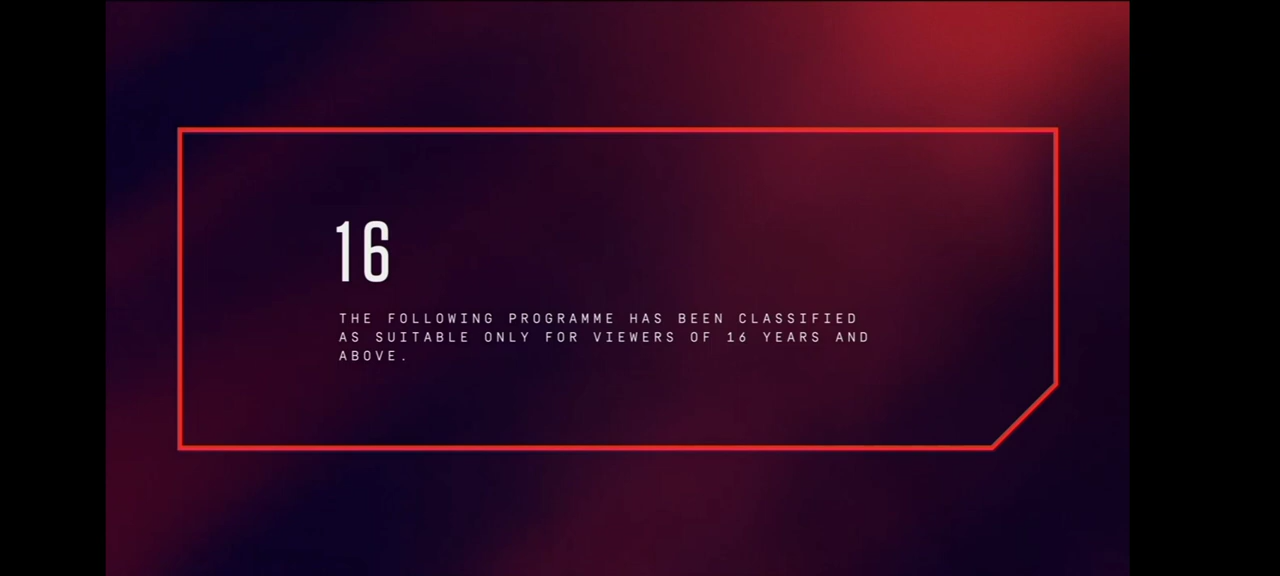 16
THE FOLLOWING PROGRAMME HAS BEEN CLASSIFIED
AS SUITABLE ONLY FOR VIEWERS OF 16 YEARS AND
ABOVE.